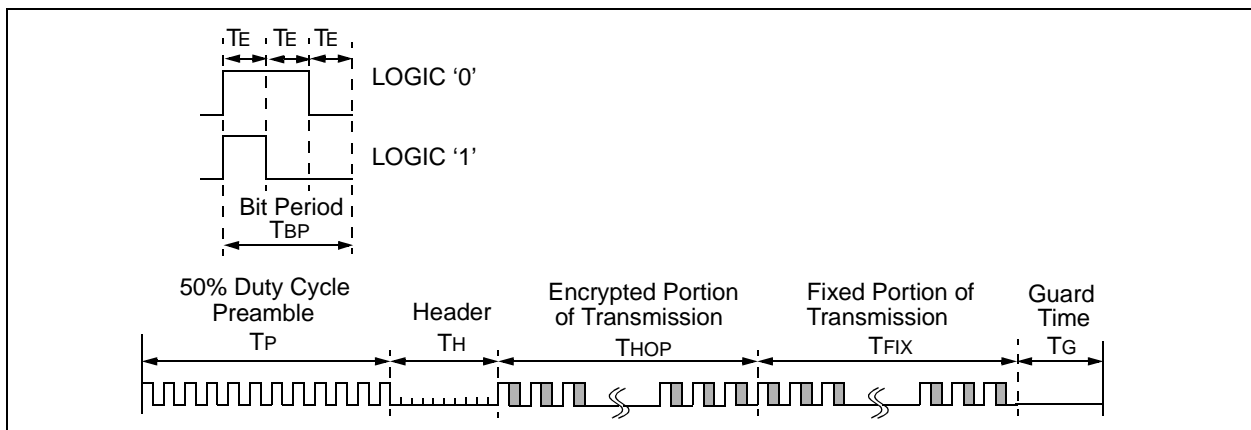 TE TE TE
LOGIC ‘0’
LOGIC ‘1’
Bit Period
TBP
50% Duty Cycle
Preamble
TP
Header
TH
Encrypted Portion
of Transmission
THOP
Fixed Portion of
Transmission
TFIX
Guard
Time
TG